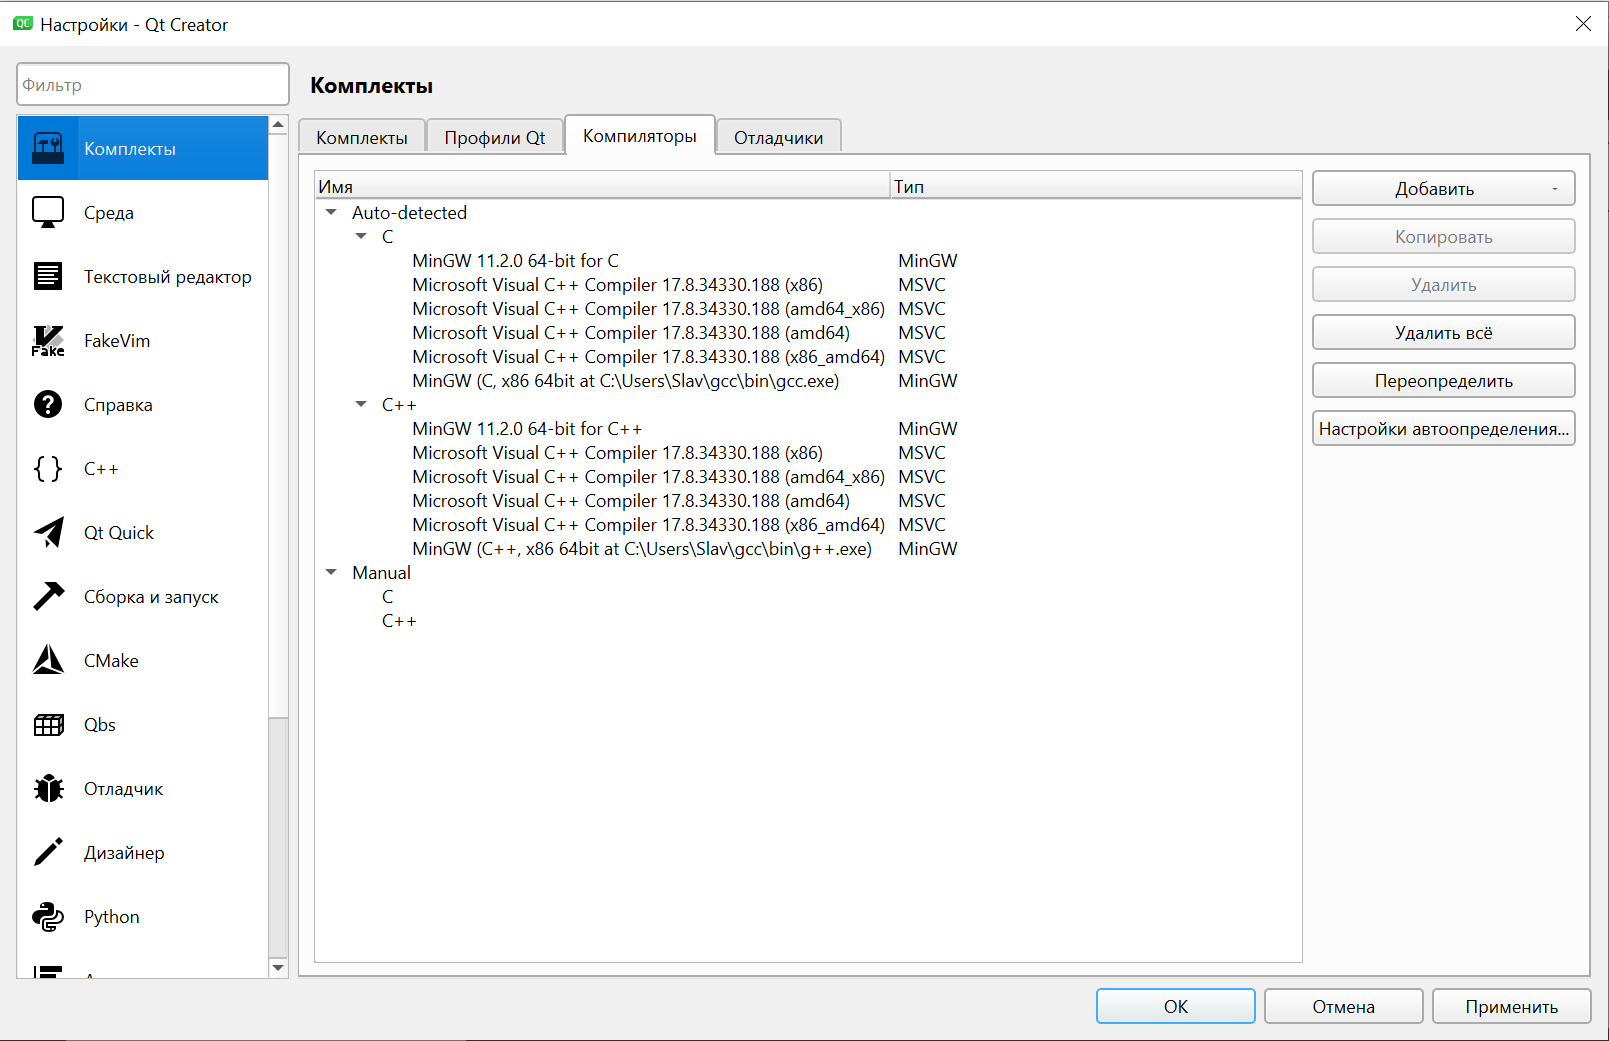 QC Настройки - Qt Creator
Фильтр
Комплекты
Среда
Текстовый редактор
Fake FakeVim
Справка
C++
Qt Quick
Сборка и запуск
CMake
Qbs
Отладчик
Дизайнер
Python
Комплекты
Комплекты Профили Qt Компиляторы Отладчики
Имя Тип
Auto-detected
C
MinGW 11.2.0 64-bit for C MinGW
Microsoft Visual C++ Compiler 17.8.34330.188 (x86) MSVC
Microsoft Visual C++ Compiler 17.8.34330.188 (amd64_x86) MSVC
Microsoft Visual C++ Compiler 17.8.34330.188 (amd64) MSVC
Microsoft Visual C++ Compiler 17.8.34330.188 (x86_amd64) MSVC
MinGW (C, x86 64bit at C:\Users\Slav\gcc\bin\gcc.exe) MinGW
C++
MinGW 11.2.0 64-bit for C++ MinGW
Microsoft Visual C++ Compiler 17.8.34330.188 (x86) MSVC
Microsoft Visual C++ Compiler 17.8.34330.188 (amd64_x86) MSVC
Microsoft Visual C++ Compiler 17.8.34330.188 (amd64) MSVC
Microsoft Visual C++ Compiler 17.8.34330.188 (x86_amd64) MSVC
MinGW (C++, x86 64bit at C:\Users\Slav\gcc\bin\g++.exe) MinGW
Manual
C
C++
Добавить
Копировать
Удалить
Удалить всё
Переопределить
Настройки автоопределения...
OK Отмена Применить